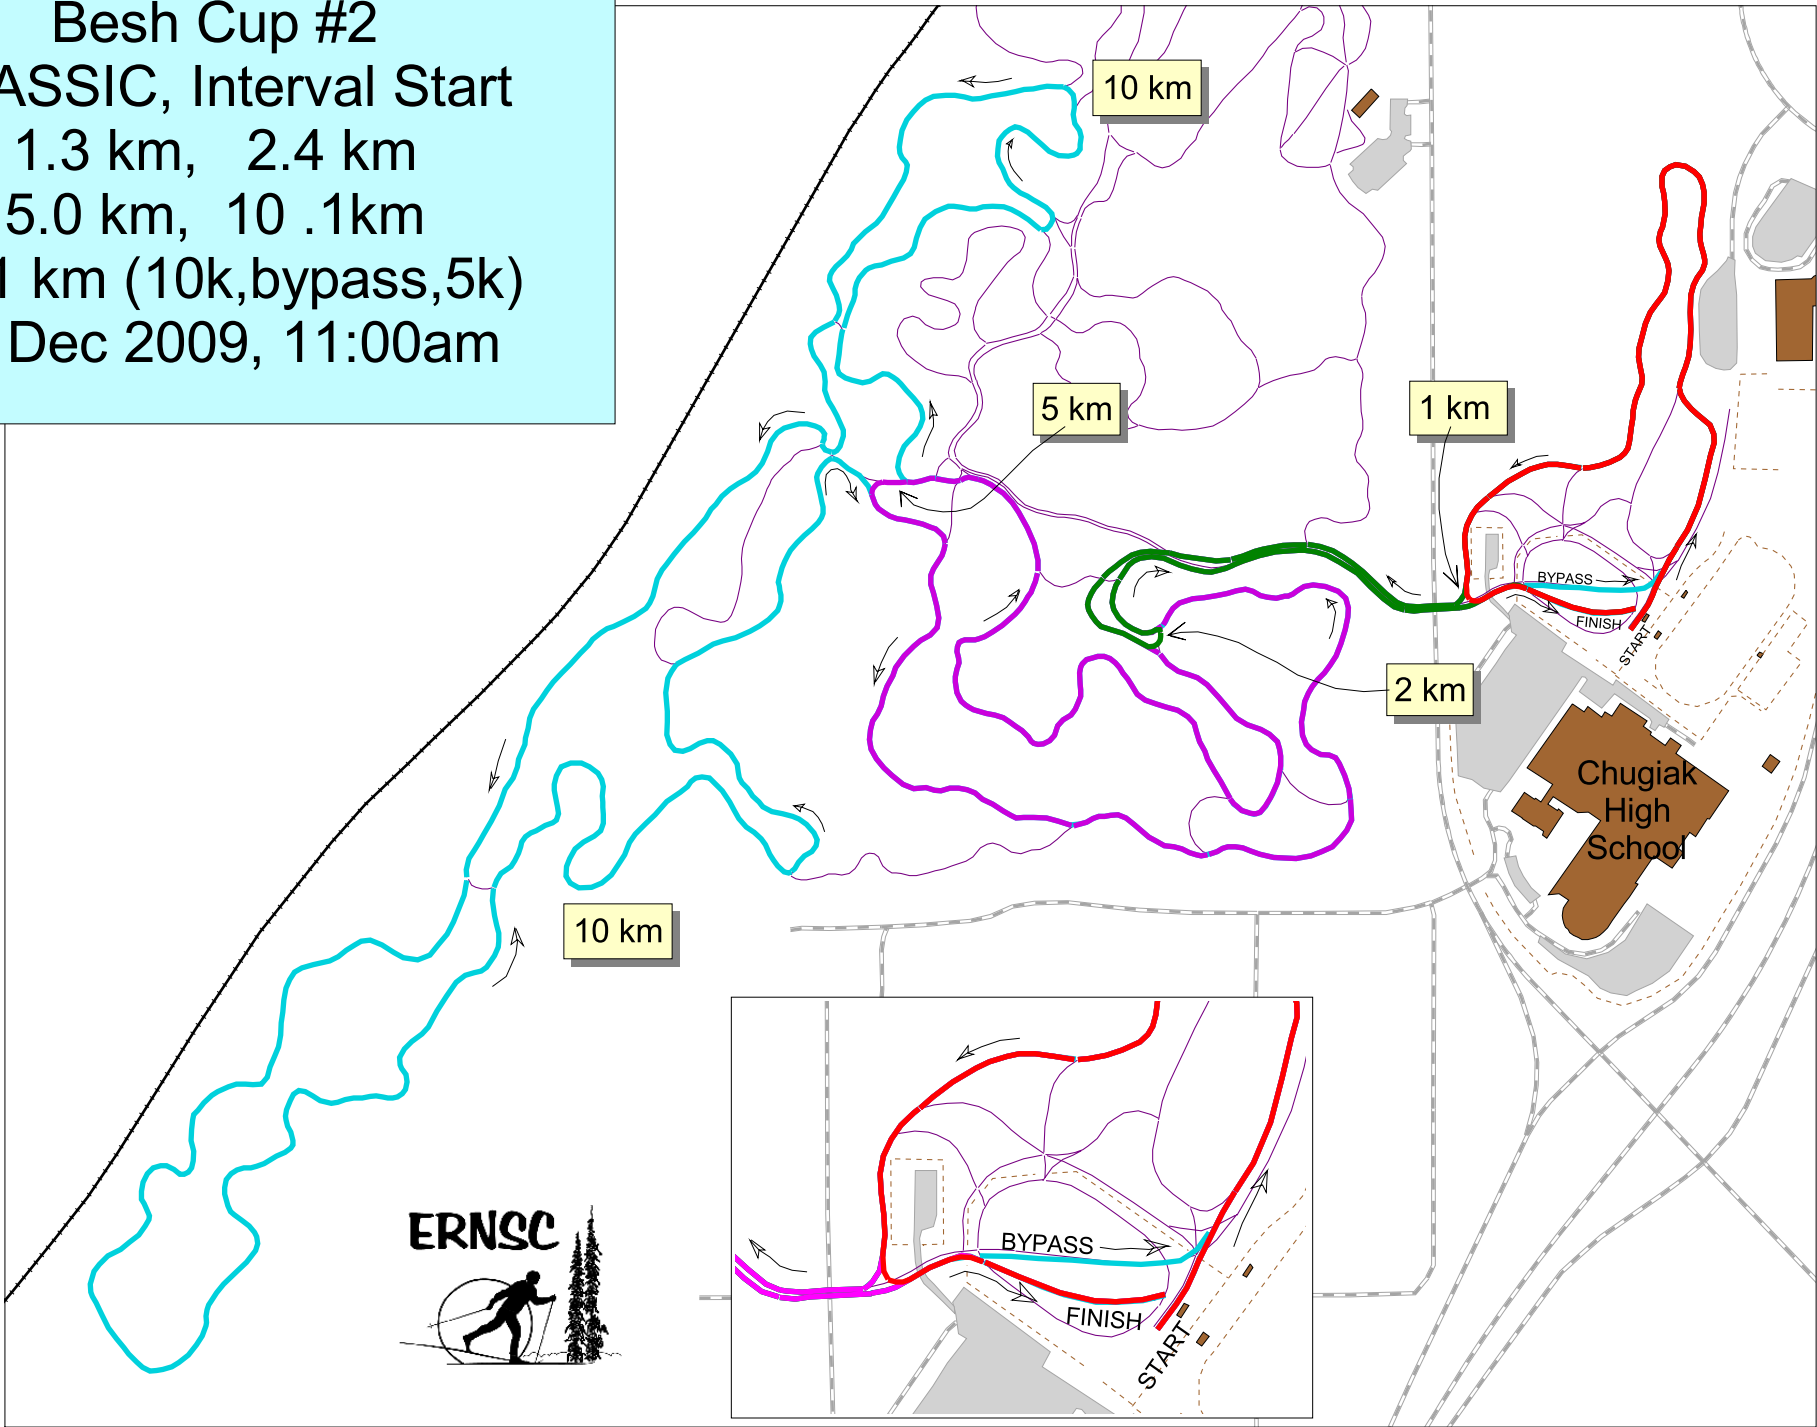 Besh Cup #2
ASSIC, Interval Start
1.3 km, 2.4 km
5.0 km, 10 .1km
1 km (10k,bypass,5k)
Dec 2009, 11:00am
10 km
5 km
1 km
BYPASS
FINISH
START
2 km
Chugiak
High
School
10 km
ERNSC
BYPASS
FINISH
START